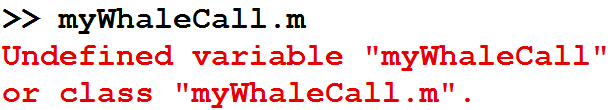 >> myWhaleCall.m
Undefined variable "myWhaleCall"
or class "myWhaleCall.m".